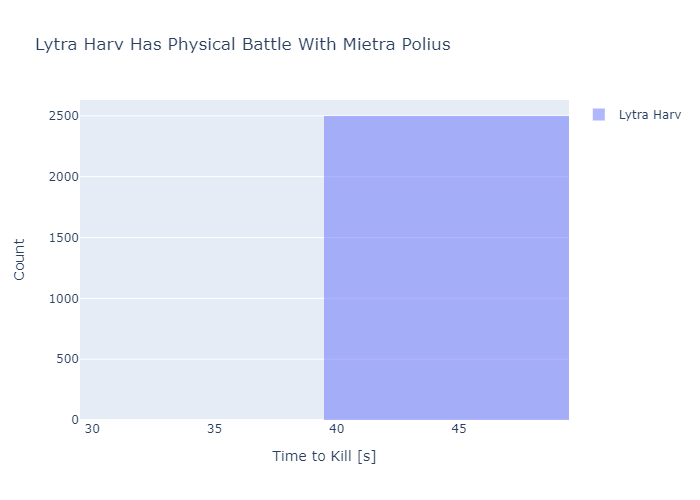 Lytra Harv Has Physical Battle With Mietra Polius
Lytra Harv
2500
2000
1500
1000
500
0
Count
30 35 40 45
Time to Kill [s]